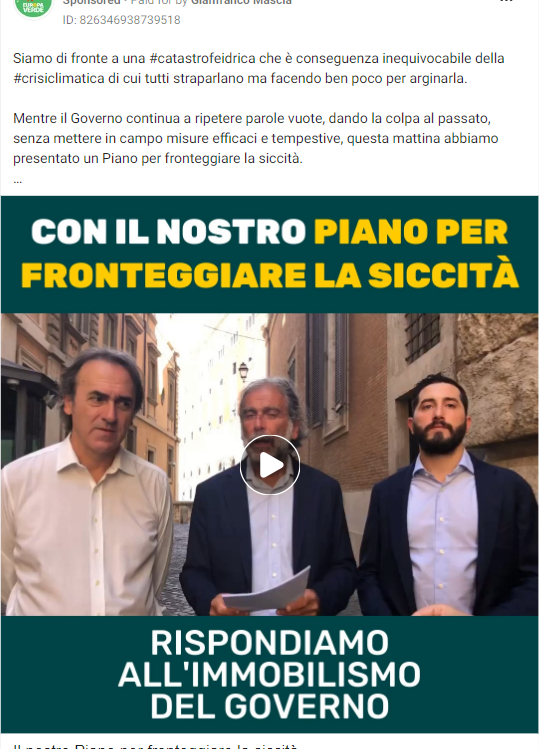 EUROPA
VERDE
Sponsored • Paid for by Gianfranco Mascia
ID: 826346938739518
Siamo di fronte a una #catastrofeidrica che è conseguenza inequivocabile della
#crisiclimatica di cui tutti straparlano ma facendo ben poco per arginarla.
Mentre il Governo continua a ripetere parole vuote, dando la colpa al passato,
senza mettere in campo misure efficaci e tempestive, questa mattina abbiamo
presentato un Piano per fronteggiare la siccità.
...
CON IL NOSTRO PIANO PER
FRONTEGGIARE LA SICCITÀ
RISPONDIAMO
ALL'IMMOBILISMO
DEL GOVERNO
Il nostro Piano per fronteggiare la siccità